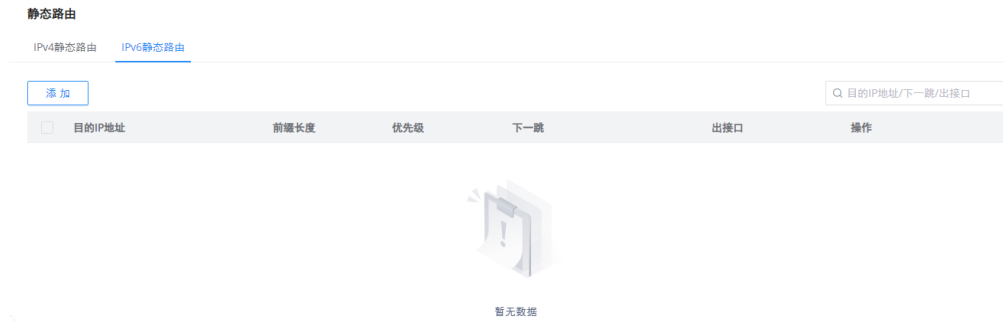 静态路由
IPv4静态路由 IPv6静态路由
添 加 目的IP地址/下一跳/出接口
目的IP地址 前缀长度 优先级 下一跳 出接口 操作
暂无数据